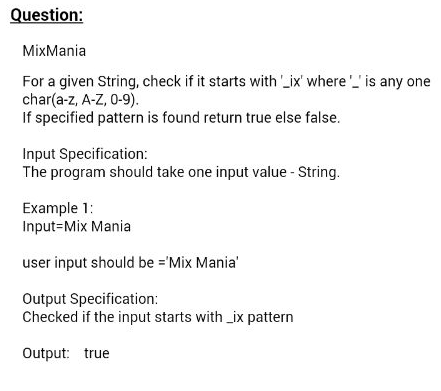 Question:
MixMania
For a given String, check if it starts with '_ix' where '_' is any one
char(a-z, A-Z, 0-9).
If specified pattern is found return true else false.
Input Specification:
The program should take one input value - String.
Example 1:
Input=Mix Mania
user input should be ='Mix Mania'
Output Specification:
Checked if the input starts with _ix pattern
Output: true